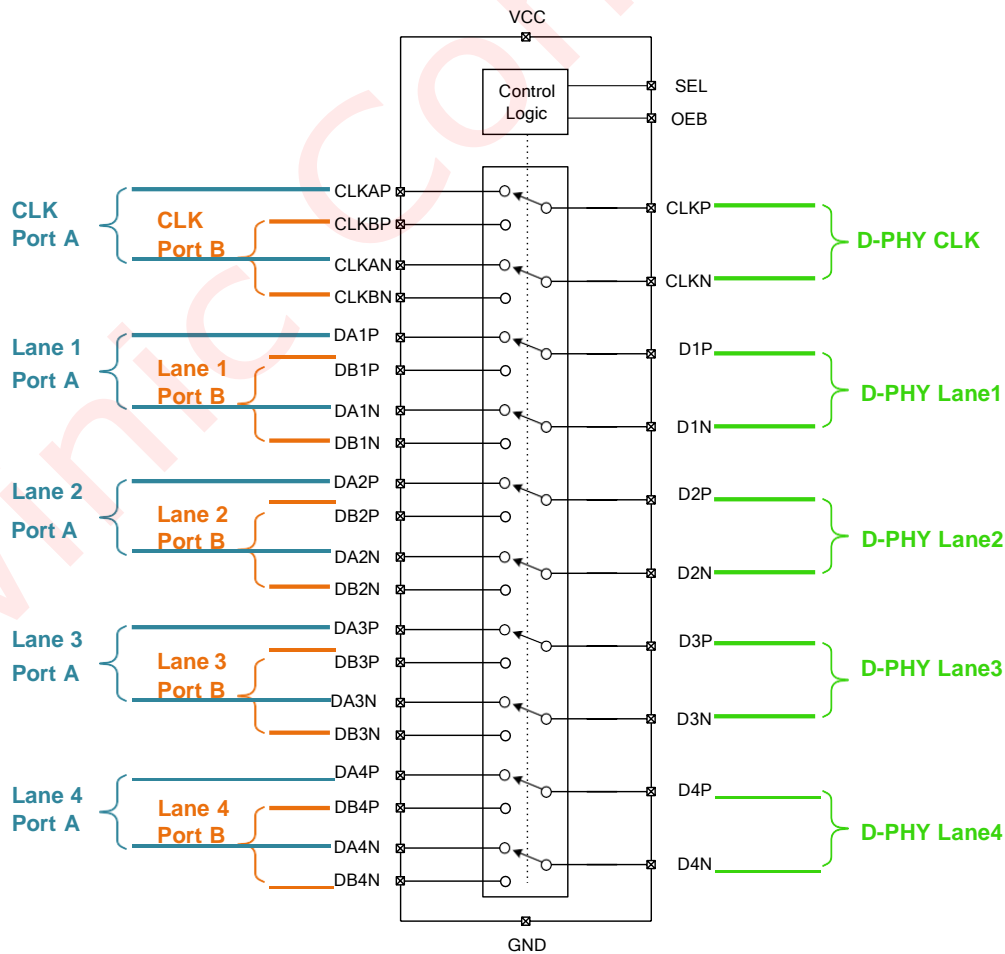 VCC
Control
Logic
SEL
OEB
CLK
Port A
CLK
Port B
CLKAP
CLKBP
CLKAN
CLKBN
CLKP
CLKN
D-PHY CLK
Lane 1
Port A
Lane 1
Port B
DA1P
DB1P
DA1N
DB1N
D1P
D1N
D-PHY Lane1
Lane 2
Port A
Lane 2
Port B
DA2P
DB2P
DA2N
DB2N
D2P
D2N
D-PHY Lane2
Lane 3
Port A
Lane 3
Port B
DA3P
DB3P
DA3N
DB3N
D3P
D3N
D-PHY Lane3
Lane 4
Port A
Lane 4
Port B
DA4P
DB4P
DA4N
DB4N
D4P
D4N
D-PHY Lane4
GND